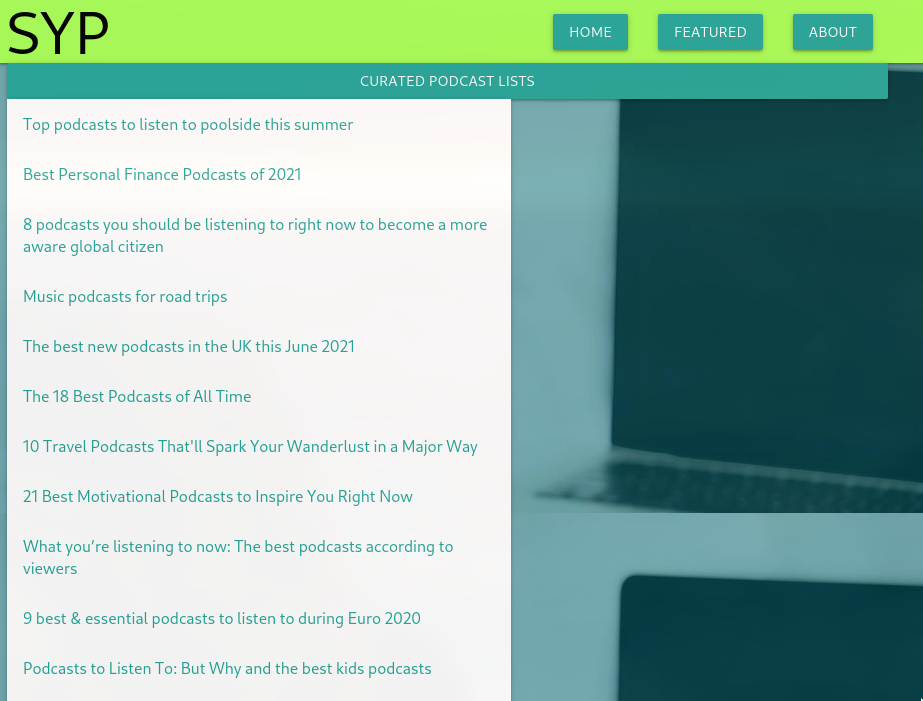 SYP
HOME
FEATURED
ABOUT
CURATED PODCAST LISTS
Top podcasts to listen to poolside this summer
Best Personal Finance Podcasts of 2021
8 podcasts you should be listening to right now to become a more
aware global citizen
Music podcasts for road trips
The best new podcasts in the UK this June 2021
The 18 Best Podcasts of All Time
10 Travel Podcasts That'll Spark Your Wanderlust in a Major Way
21 Best Motivational Podcasts to Inspire You Right Now
What you’re listening to now: The best podcasts according to
viewers
9 best & essential podcasts to listen to during Euro 2020
Podcasts to Listen To: But Why and the best kids podcasts